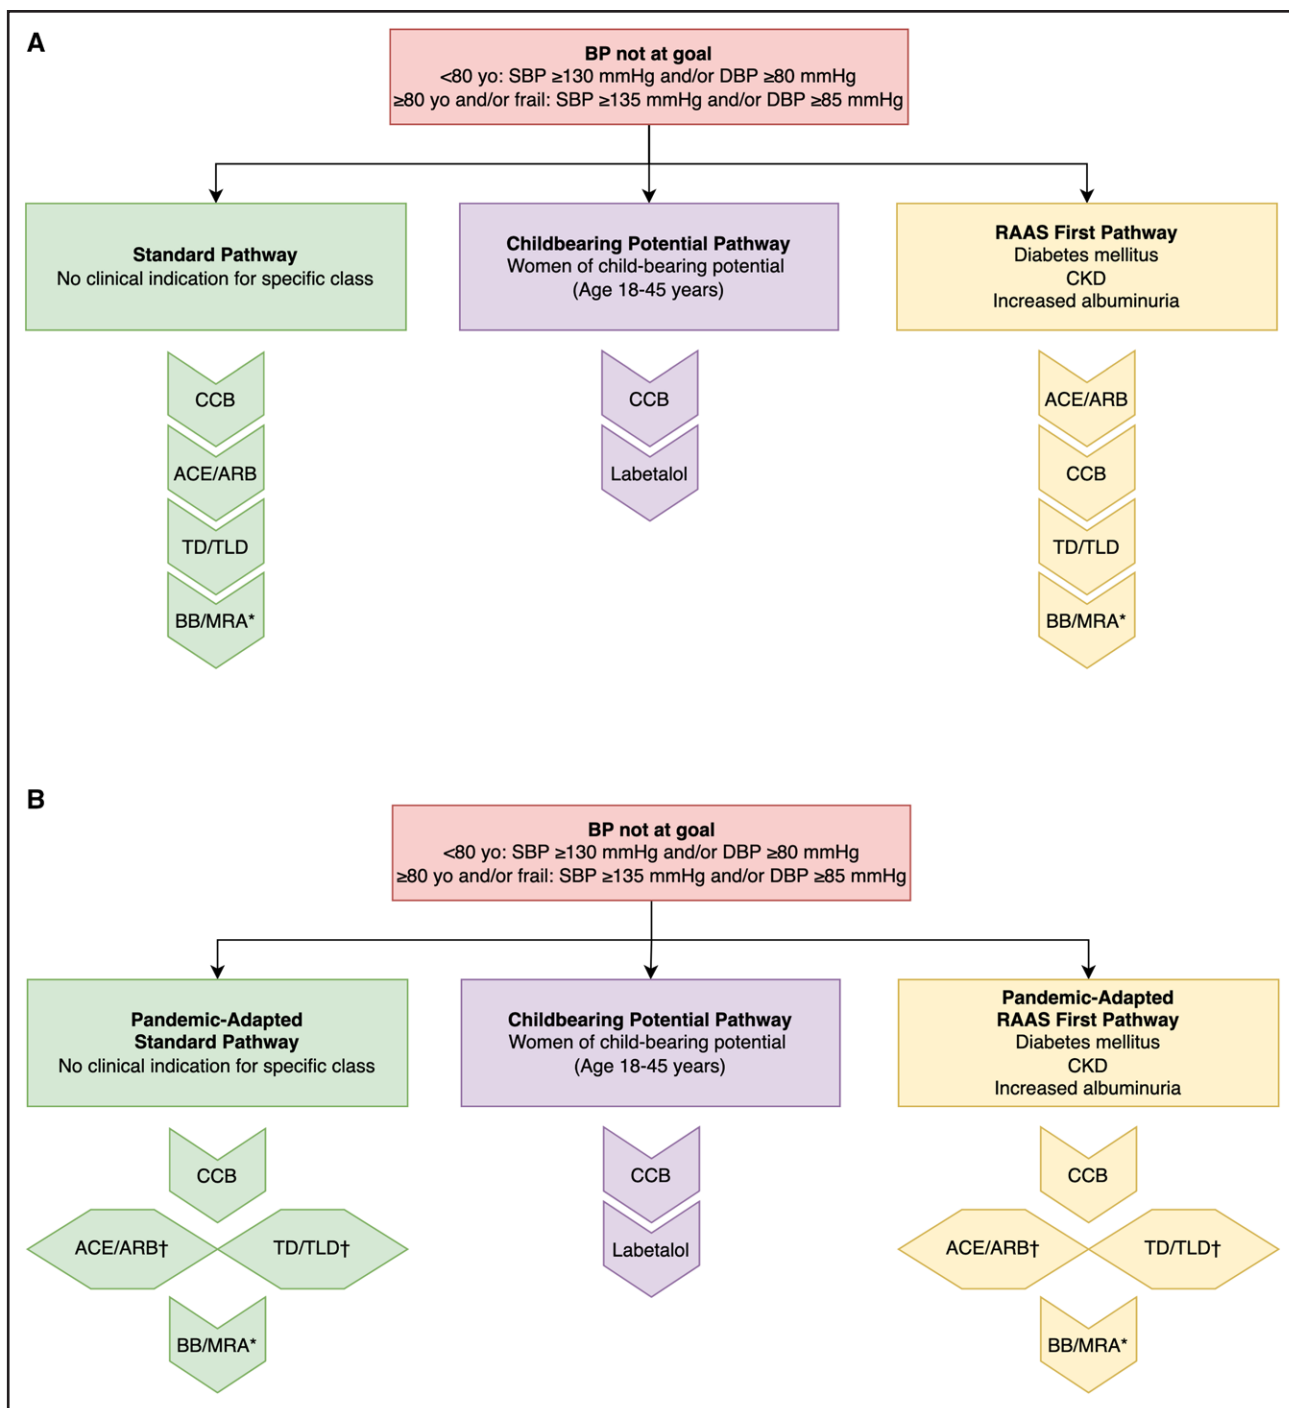 A
BP not at goal
<80 yo: SBP ≥130 mmHg and/or DBP ≥80 mmHg
≥80 yo and/or frail: SBP ≥135 mmHg and/or DBP ≥85 mmHg
Standard Pathway
No clinical indication for specific class
Childbearing Potential Pathway
Women of child-bearing potential
(Age 18-45 years)
RAAS First Pathway
Diabetes mellitus
CKD
Increased albuminuria
CCB
ACE/ARB
TD/TLD
BB/MRA*
CCB
Labetalol
ACE/ARB
CCB
TD/TLD
BB/MRA*
B
BP not at goal
<80 yo: SBP ≥130 mmHg and/or DBP ≥80 mmHg
≥80 yo and/or frail: SBP ≥135 mmHg and/or DBP ≥85 mmHg
Pandemic-Adapted
Standard Pathway
No clinical indication for specific class
Childbearing Potential Pathway
Women of child-bearing potential
(Age 18-45 years)
Pandemic-Adapted
RAAS First Pathway
Diabetes mellitus
CKD
Increased albuminuria
CCB
ACE/ARB†
TD/TLD†
BB/MRA*
CCB
Labetalol
CCB
ACE/ARB†
TD/TLD†
BB/MRA*